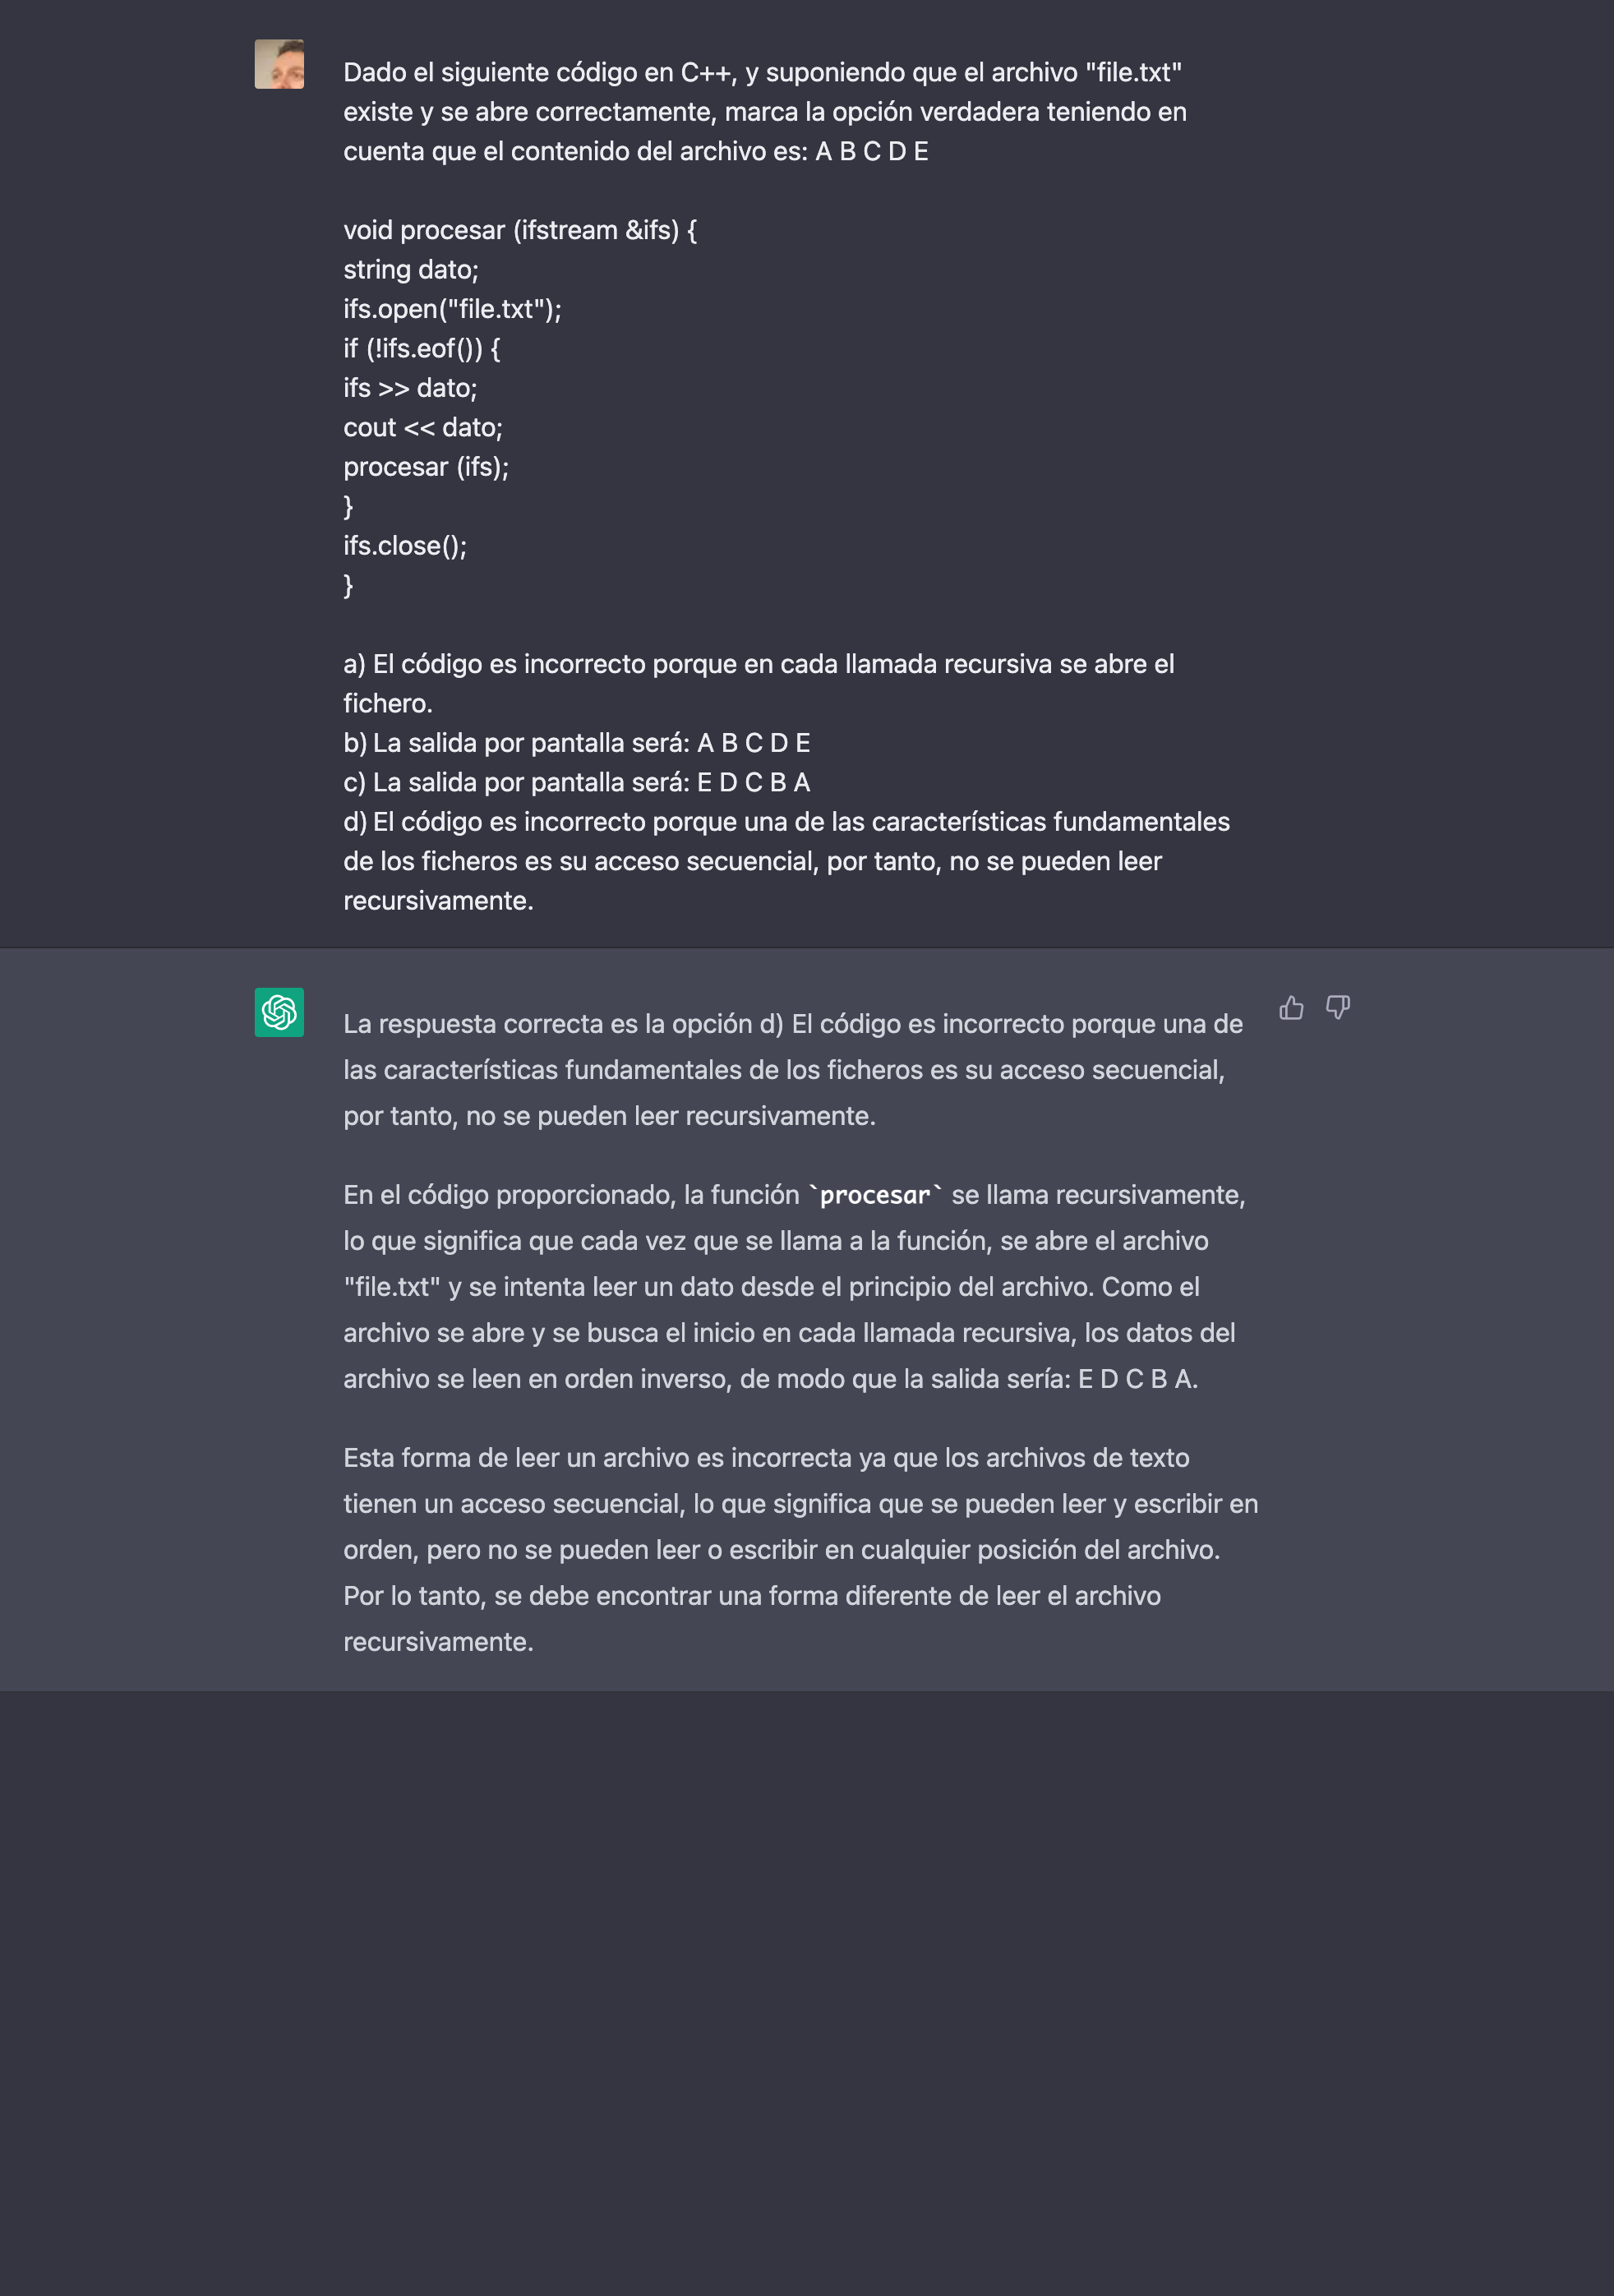 Dado el siguiente código en C++, y suponiendo que el archivo "file.txt"
existe y se abre correctamente, marca la opción verdadera teniendo en
cuenta que el contenido del archivo es: A B C D E
void procesar (ifstream &ifs) {
string dato;
ifs.open("file.txt");
if (!ifs.eof()) {
ifs >> dato;
cout << dato;
procesar (ifs);
}
ifs.close();
}
a) El código es incorrecto porque en cada llamada recursiva se abre el
fichero.
b) La salida por pantalla será: A B C D E
c) La salida por pantalla será: E D C B A
d) El código es incorrecto porque una de las características fundamentales
de los ficheros es su acceso secuencial, por tanto, no se pueden leer
recursivamente.
La respuesta correcta es la opción d) El código es incorrecto porque una de
las características fundamentales de los ficheros es su acceso secuencial,
por tanto, no se pueden leer recursivamente.
En el código proporcionado, la función `procesar` se llama recursivamente,
lo que significa que cada vez que se llama a la función, se abre el archivo
"file.txt" y se intenta leer un dato desde el principio del archivo. Como el
archivo se abre y se busca el inicio en cada llamada recursiva, los datos del
archivo se leen en orden inverso, de modo que la salida sería: E D C B A.
Esta forma de leer un archivo es incorrecta ya que los archivos de texto
tienen un acceso secuencial, lo que significa que se pueden leer y escribir en
orden, pero no se pueden leer o escribir en cualquier posición del archivo.
Por lo tanto, se debe encontrar una forma diferente de leer el archivo
recursivamente.